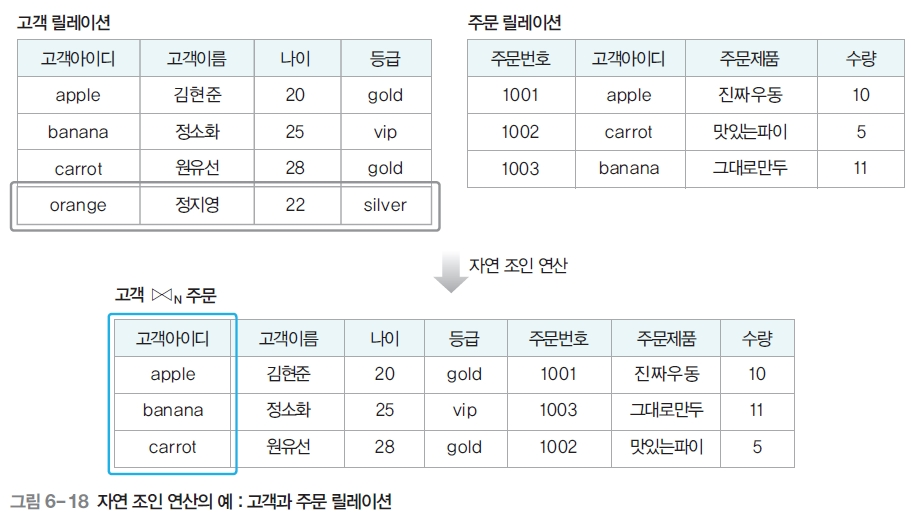 고객 릴레이션
고객아이디 고객이름 나이 등급
apple 김현준 20 gold
banana 정소화 25 vip
carrot 원유선 28 gold
orange 정지영 22 silver
주문 릴레이션
주문번호 고객아이디 주문제품 수량
1001 apple 진짜우동 10
1002 carrot 맛있는파이 5
1003 banana 그대로만두 11
자연 조인 연산
고객 ⋈N 주문
고객아이디 고객이름 나이 등급 주문번호 주문제품 수량
apple 김현준 20 gold 1001 진짜우동 10
banana 정소화 25 vip 1003 그대로만두 11
carrot 원유선 28 gold 1002 맛있는파이 5
그림 6-18 자연 조인 연산의 예 : 고객과 주문 릴레이션